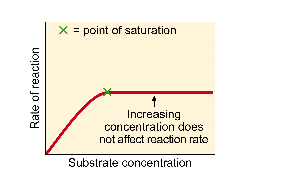 × = point of saturation
Rate of reaction
Increasing
concentration does
not affect reaction rate
Substrate concentration